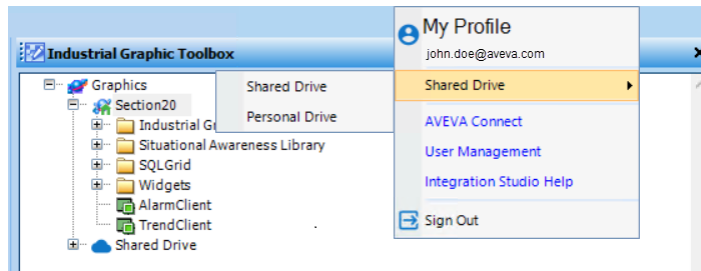 My Profile
john.doe@aveva.com
Industrial Graphic Toolbox
Graphics
Section20
Industrial Gr
Situational Awareness Library
SQLGrid
Widgets
AlarmClient
TrendClient
Shared Drive
Shared Drive
Personal Drive
Shared Drive
AVEVA Connect
User Management
Integration Studio Help
Sign Out